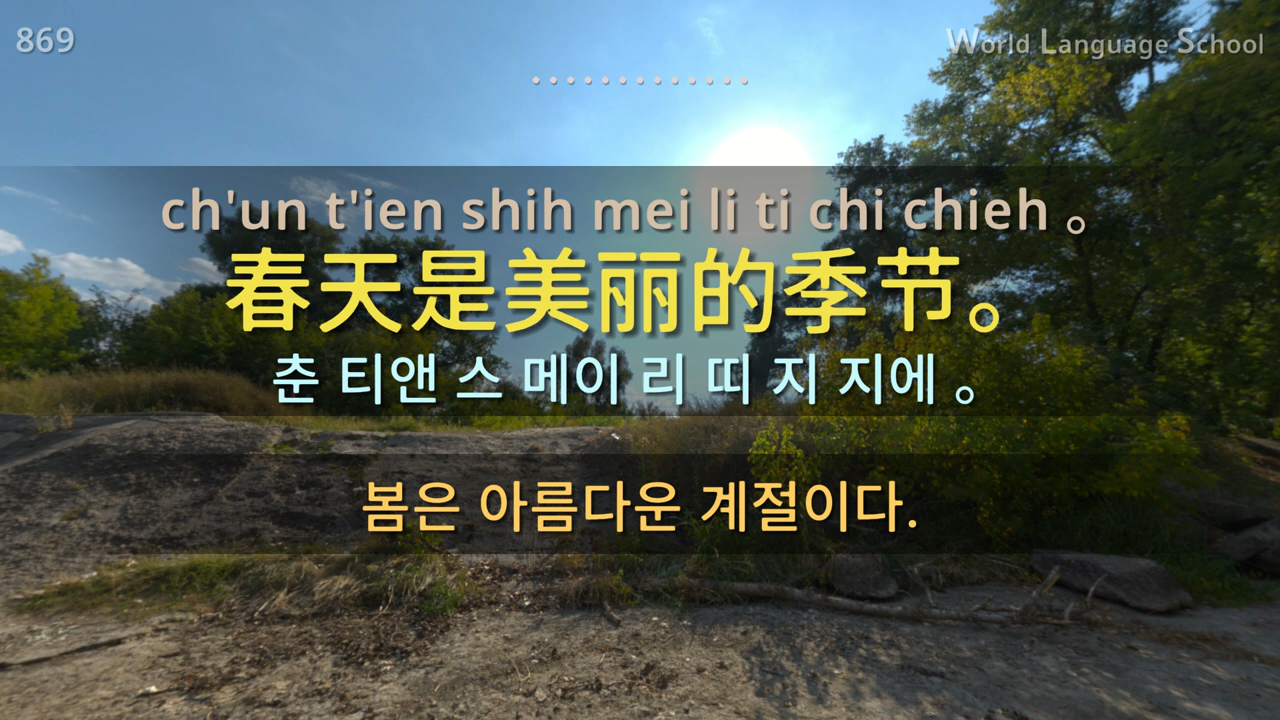 869
World Language School
ch'un t'ien shih mei li ti chi chieh 。
春天是美丽的季节。
춘 티앤 스 메이 리 띠 지 지에 。
봄은 아름다운 계절이다.